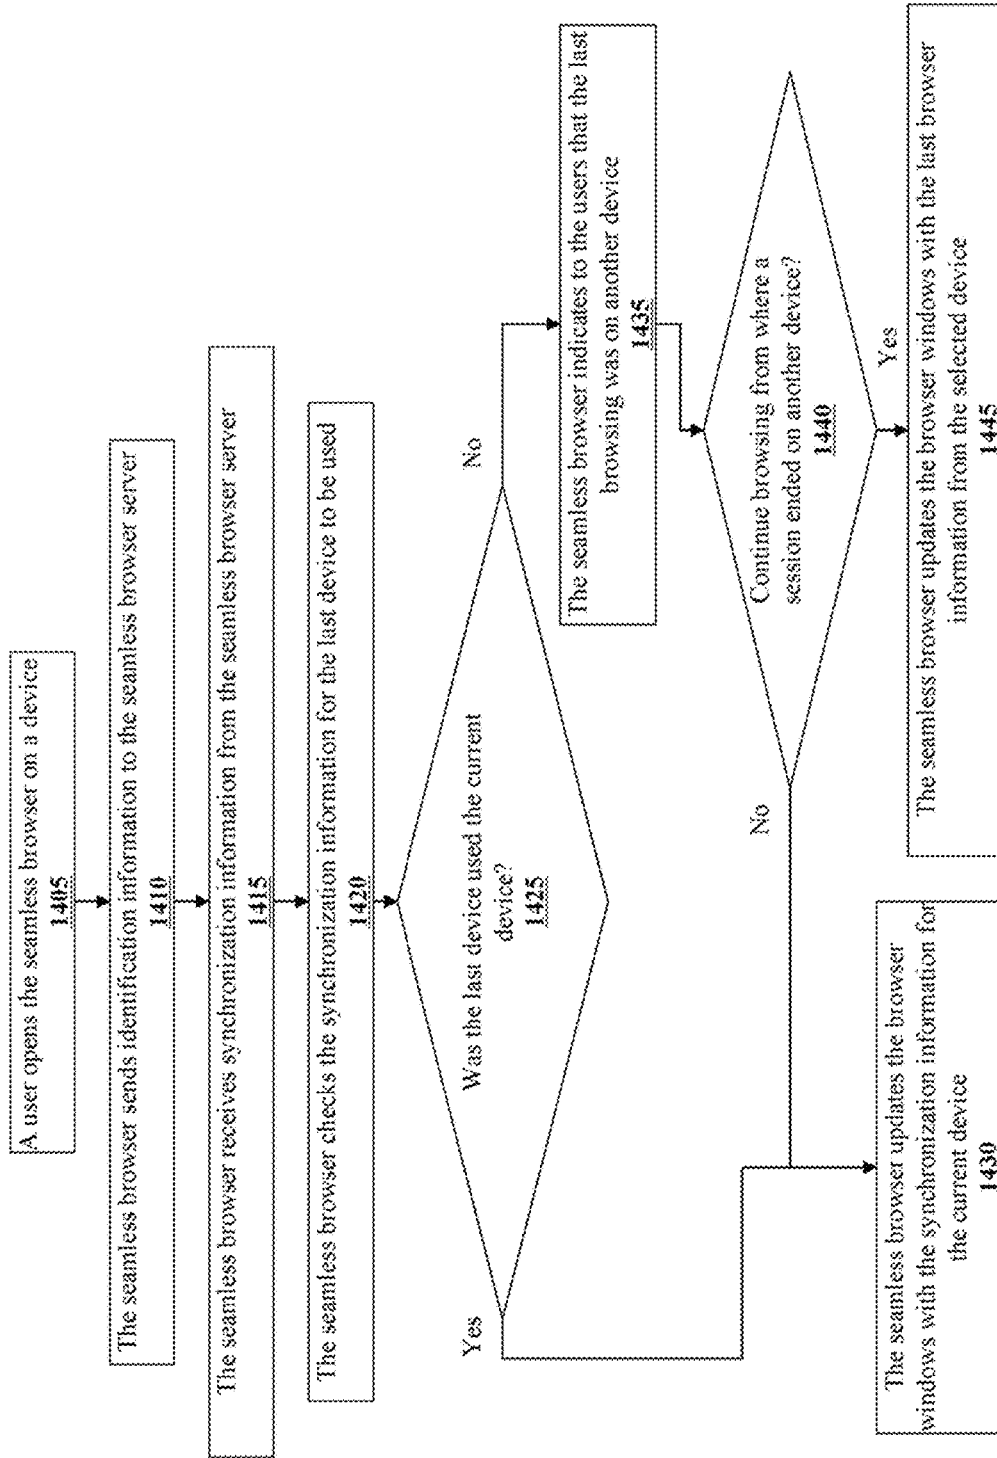 A user opens the seamless browser on a device
1405
The seamless browser sends identification information to the seamless browser server
1410
The seamless browser receives synchronization information from the seamless browser server
1415
The seamless browser checks the synchronization information for the last device to be used
1420
Was the last device used the current
device?
1425
Yes
No
The seamless browser indicates to the users that the last
browsing was on another device
1435
Continue browsing from where a
session ended on another device?
1440
No
Yes
The seamless browser updates the browser
windows with the synchronization information for
the current device
1430
The seamless browser updates the browser windows with the last browser
information from the selected device
1445